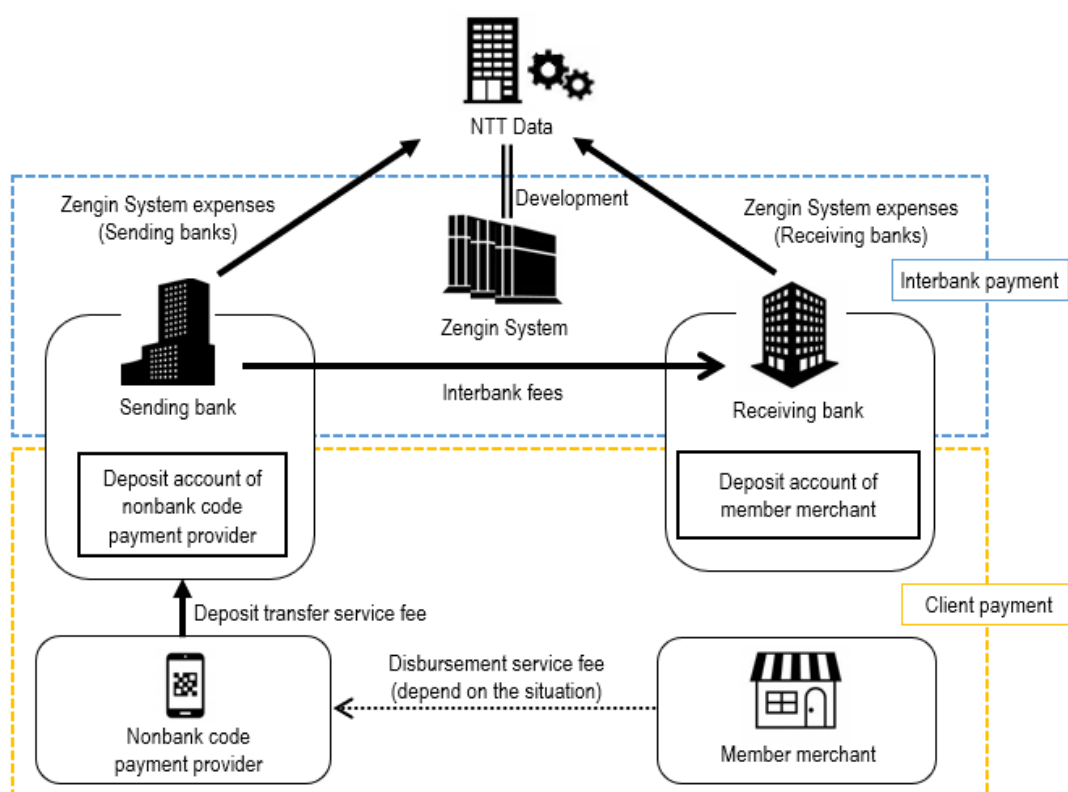 NTT Data
Development
Zengin System expenses
(Sending banks)
Zengin System expenses
(Receiving banks)
Interbank payment
Zengin System
Interbank fees
Sending bank
Receiving bank
Deposit account of
nonbank code
payment provider
Deposit account of
member merchant
Client payment
Deposit transfer service fee
Disbursement service fee
(depend on the situation)
Nonbank code
payment provider
Member merchant